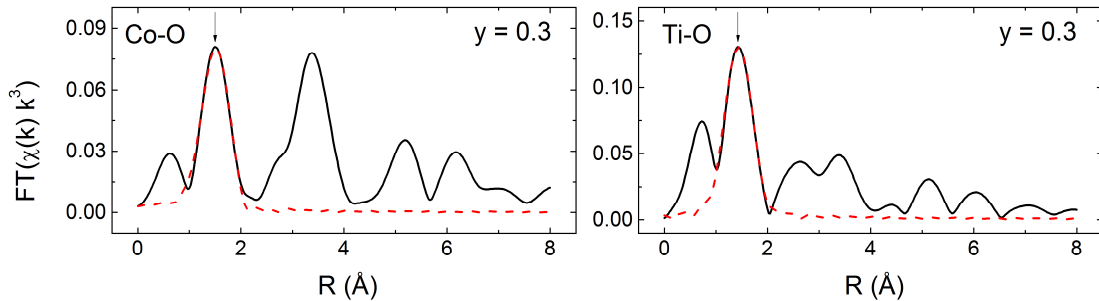 Co-O
y = 0.3
0.09
0.06
0.03
0.00
FT(χ(k) k³)
0 2 4 6 8
R (Å)
Ti-O
y = 0.3
0.15
0.10
0.05
0.00
0 2 4 6 8
R (Å)